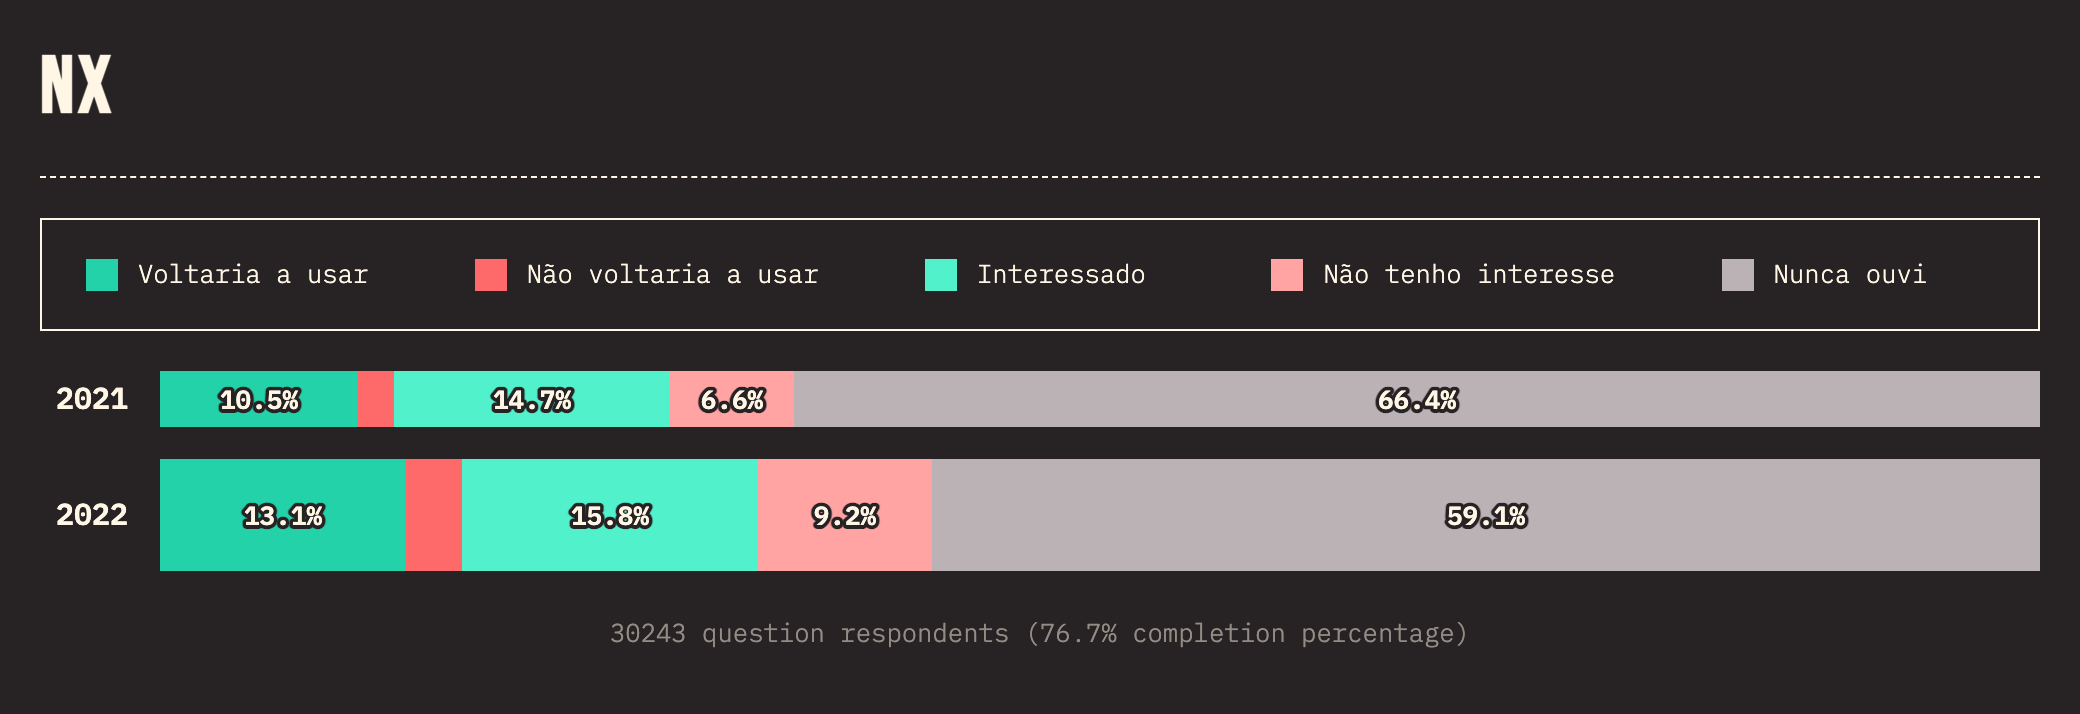 NX
Voltaria a usar Não voltaria a usar Interessado Não tenho interesse Nunca ouvi
2021 10.5% 14.7% 6.6% 66.4%
2022 13.1% 15.8% 9.2% 59.1%
30243 question respondents (76.7% completion percentage)